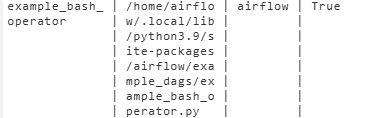 example_bash_ | /home/airflo | airflow | True
operator | w/.local/lib | |
| /python3.9/s | |
| ite-packages | |
| /airflow/exa | |
| mple_dags/ex | |
| ample_bash_o | |
| perator.py | |